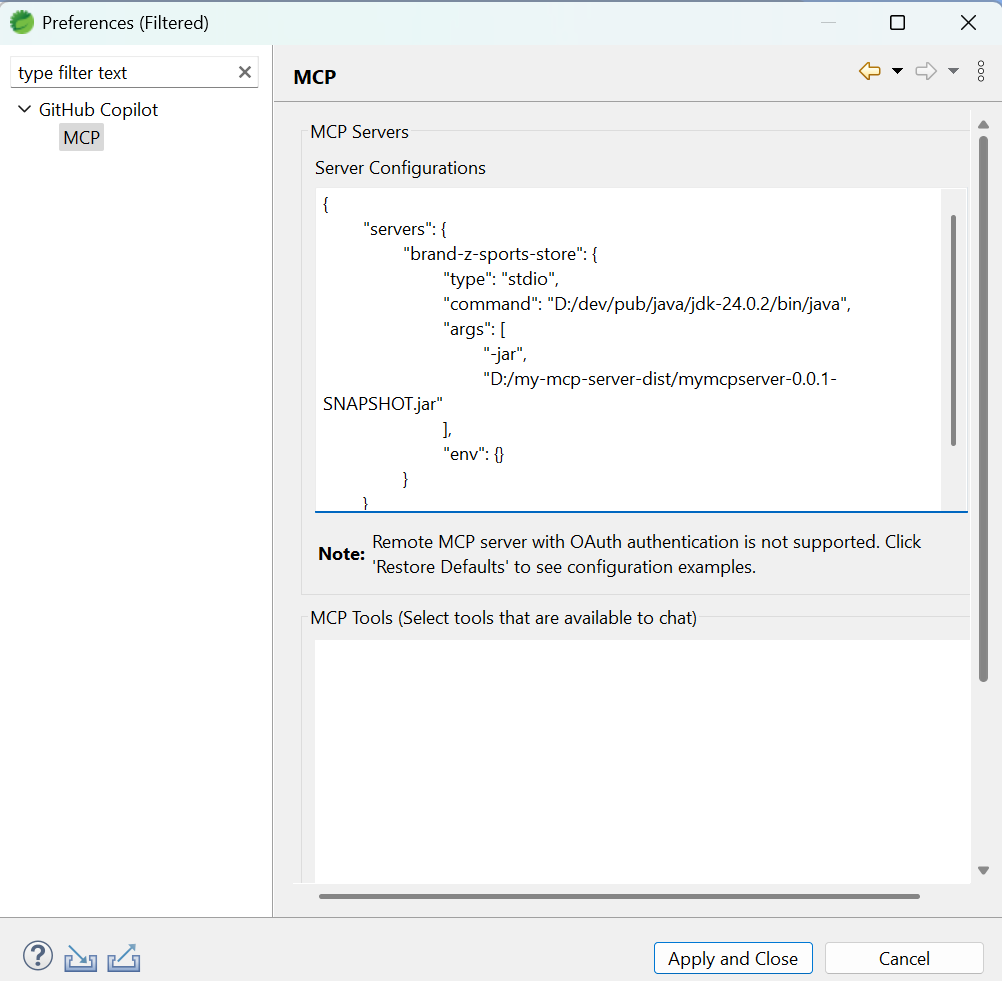 Preferences (Filtered)
type filter text
GitHub Copilot
MCP
MCP
MCP Servers
Server Configurations
{
"servers": {
"brand-z-sports-store": {
"type": "stdio",
"command": "D:/dev/pub/java/jdk-24.0.2/bin/java",
"args": [
"-jar",
"D:/my-mcp-server-dist/mymcpserver-0.0.1-
SNAPSHOT.jar"
],
"env": {}
}
}
Note: Remote MCP server with OAuth authentication is not supported. Click
'Restore Defaults' to see configuration examples.
MCP Tools (Select tools that are available to chat)
?
Apply and Close
Cancel